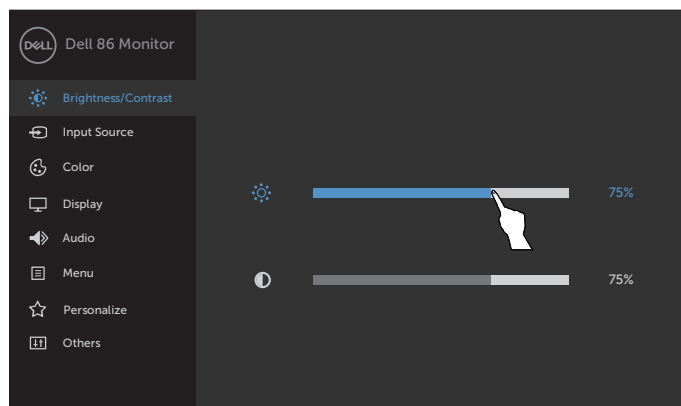 DELL Dell 86 Monitor
Brightness/Contrast
Input Source
Color
Display
Audio
Menu
Personalize
Others
75%
75%